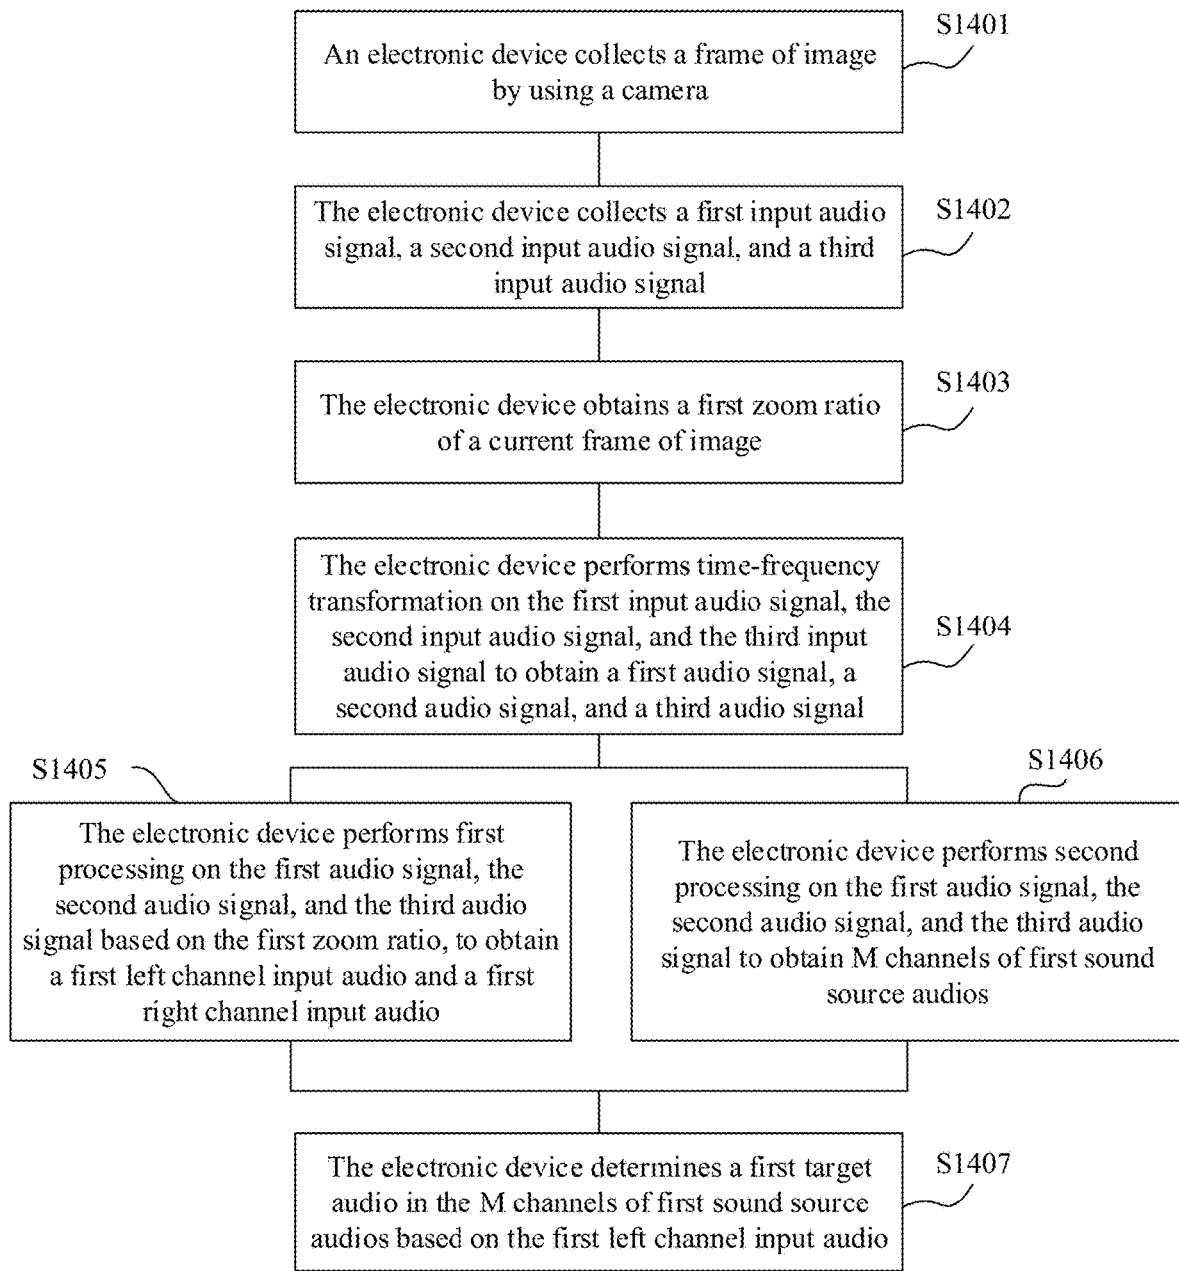 S1401
An electronic device collects a frame of image
by using a camera
S1402
The electronic device collects a first input audio
signal, a second input audio signal, and a third
input audio signal
S1403
The electronic device obtains a first zoom ratio
of a current frame of image
S1404
The electronic device performs time-frequency
transformation on the first input audio signal, the
second input audio signal, and the third input
audio signal to obtain a first audio signal, a
second audio signal, and a third audio signal
S1405
The electronic device performs first
processing on the first audio signal, the
second audio signal, and the third audio
signal based on the first zoom ratio, to obtain
a first left channel input audio and a first
right channel input audio
S1406
The electronic device performs second
processing on the first audio signal, the
second audio signal, and the third audio
signal to obtain M channels of first sound
source audios
S1407
The electronic device determines a first target
audio in the M channels of first sound source
audios based on the first left channel input audio